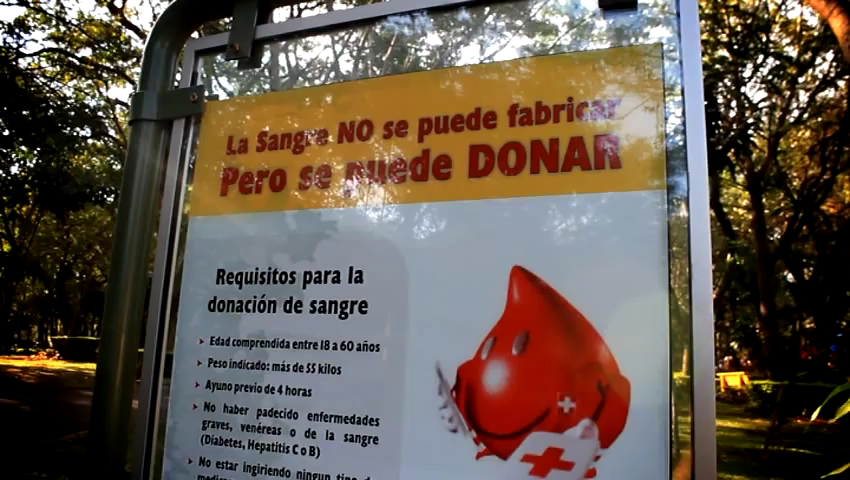 La Sangre NO se puede fabricar
Pero se puede DONAR
Requisitos para la
donación de sangre
Edad comprendida entre 18 a 60 años
Peso indicado: más de 55 kilos
Ayuno previo de 4 horas
No haber padecido enfermedades
graves, venéreas o de la sangre
(Diabetes, Hepatitis C o B)
No estar ingiriendo ningun tipo